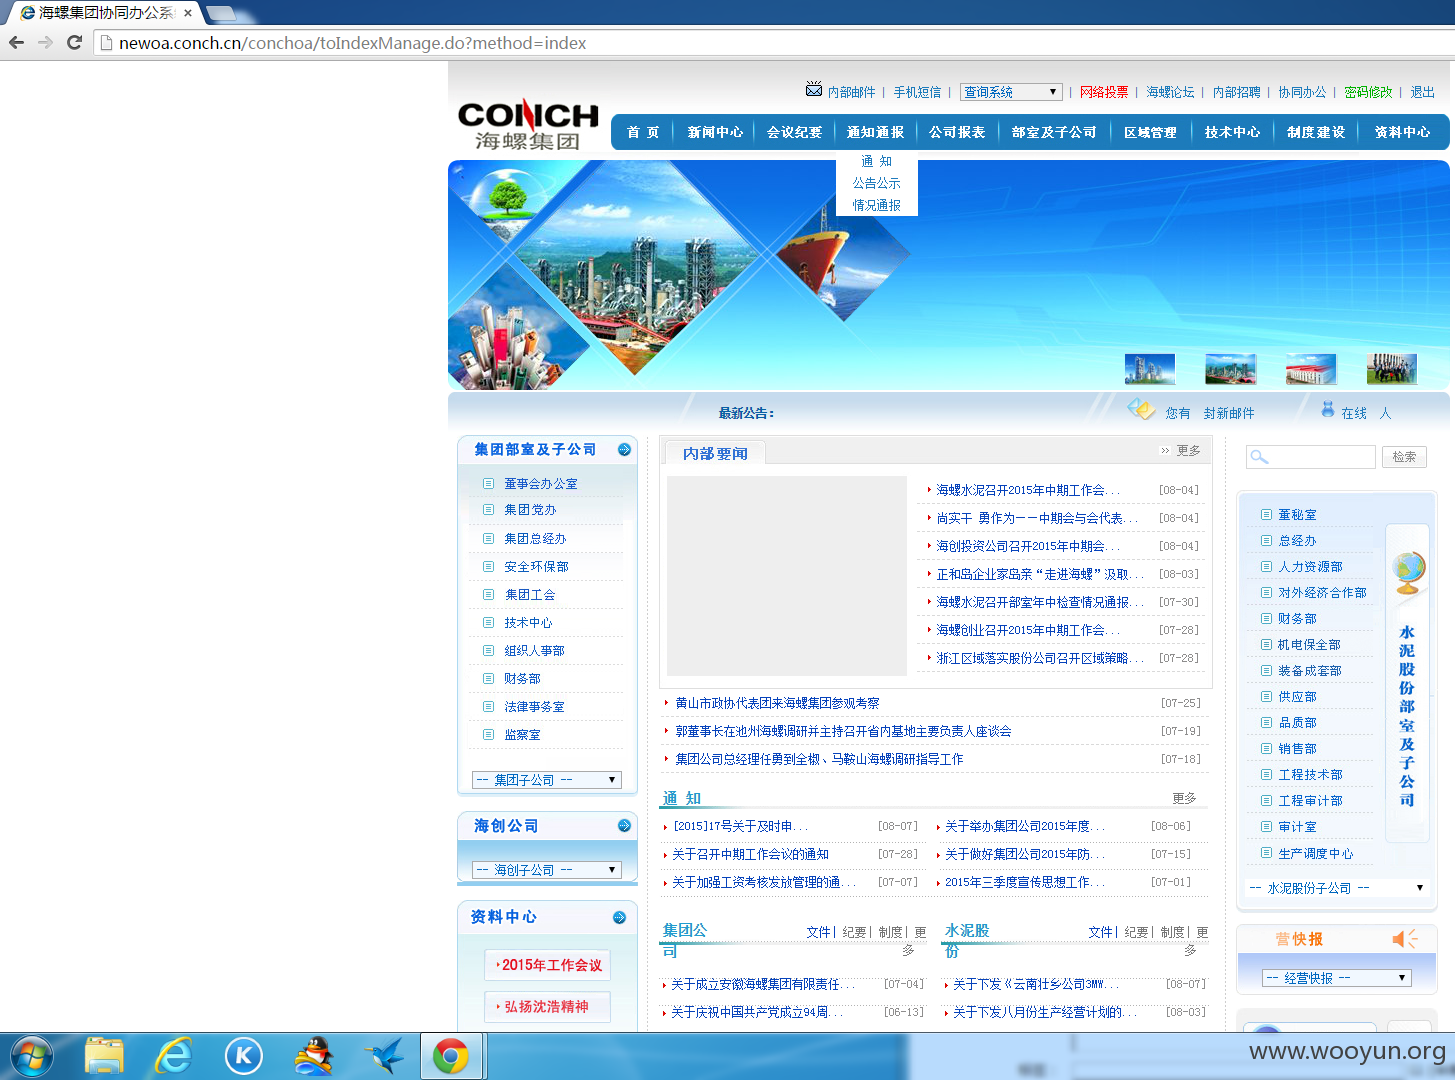 海螺集团协同办公系
newoa.conch.cn/conchoa/toIndexManage.do?method=index
内部邮件 | 手机短信 | 查询系统 | 网络投票 | 海螺论坛 | 内部招聘 | 协同办公 | 密码修改 | 退出
CONCH
海螺集团
首 页 新闻中心 会议纪要 通知通报 公司报表 部室及子公司 区域管理 技术中心 制度建设 资料中心
通 知
公告公示
情况通报
最新公告：
您有 封新邮件
在线 人
集团部室及子公司
董事会办公室
集团党办
集团总经办
安全环保部
集团工会
技术中心
组织人事部
财务部
法律事务室
监察室
-- 集团子公司 --
海创公司
-- 海创子公司 --
资料中心
2015年工作会议
弘扬沈浩精神
内部要闻
更多
海螺水泥召开2015年中期工作会... [08-04]
尚实干 勇作为——中期会与会代表... [08-04]
海创投资公司召开2015年中期会... [08-04]
正和岛企业家岛亲“走进海螺”汲取... [08-03]
海螺水泥召开部室年中检查情况通报... [07-30]
海螺创业召开2015年中期工作会... [07-28]
浙江区域落实股份公司召开区域策略... [07-28]
黄山市政协代表团来海螺集团参观考察 [07-25]
郭董事长在池州海螺调研并主持召开省内基地主要负责人座谈会 [07-19]
集团公司总经理任勇到全椒、马鞍山海螺调研指导工作 [07-18]
通 知 更多
[2015]17号关于及时申... [08-07]
关于举办集团公司2015年度... [08-06]
关于召开中期工作会议的通知 [07-28]
关于做好集团公司2015年防... [07-15]
关于加强工资考核发放管理的通... [07-07]
2015年三季度宣传思想工作... [07-01]
集团公司 文件| 纪要| 制度| 更多
关于成立安徽海螺集团有限责任... [07-04]
关于庆祝中国共产党成立94周... [06-13]
水泥股份 文件| 纪要| 制度| 更多
关于下发《云南壮乡公司3MW... [08-07]
关于下发八月份生产经营计划的... [08-03]
检索
董秘室
总经办
人力资源部
对外经济合作部
财务部
机电保全部
装备成套部
供应部
品质部
销售部
工程技术部
工程审计部
审计室
生产调度中心
水泥股份部室及子公司
-- 水泥股份子公司 --
营快报
-- 经营快报 --
www.wooyun.org